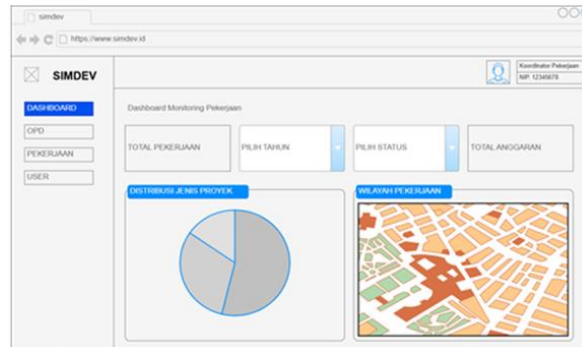 simdev
https://www.simdev.id
SIMDEV
Koordinator Pekerjaan
NIP. 12345678
DASHBOARD
OPD
PEKERJAAN
USER
Dashboard Monitoring Pekerjaan
TOTAL PEKERJAAN
PILIH TAHUN
PILIH STATUS
TOTAL ANGGARAN
DISTRIBUSI JENIS PROYEK
WILAYAH PEKERJAAN